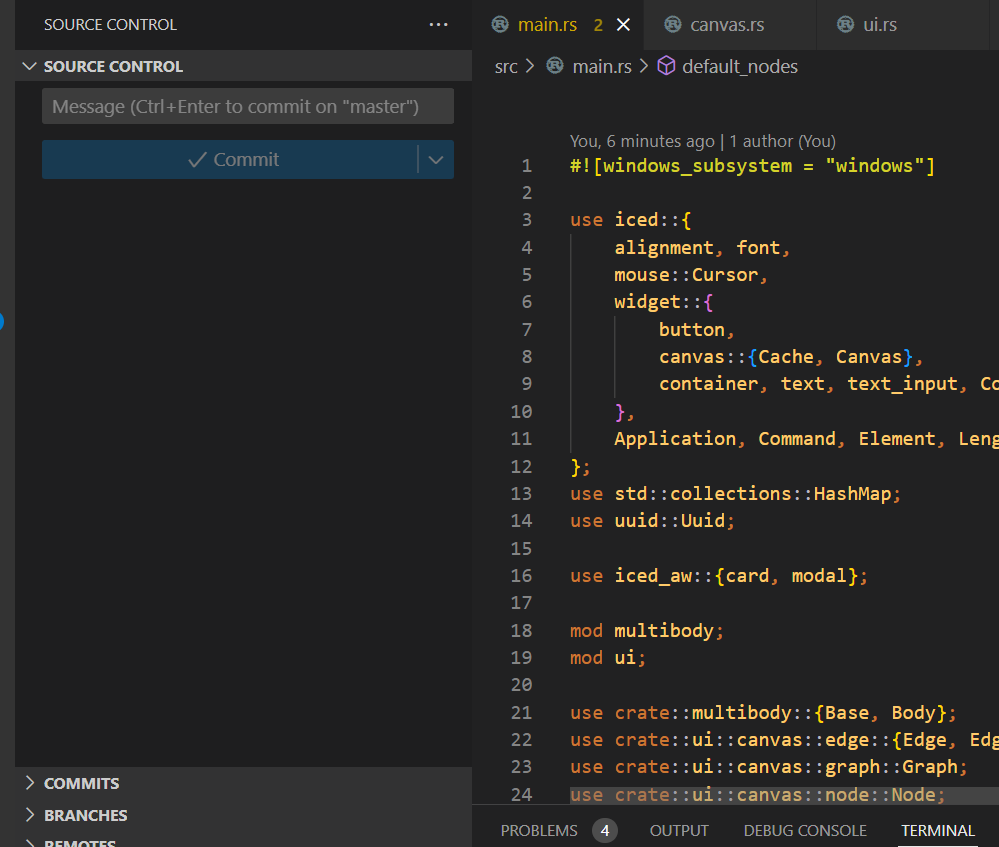 SOURCE CONTROL
SOURCE CONTROL
Message (Ctrl+Enter to commit on "master")
Commit
COMMITS
BRANCHES
REMOTES
main.rs 2 canvas.rs ui.rs
src main.rs default_nodes
You, 6 minutes ago | 1 author (You)
1 #![windows_subsystem = "windows"]
2
3 use iced::{
4 alignment, font,
5 mouse::Cursor,
6 widget::{
7 button,
8 canvas::{Cache, Canvas},
9 container, text, text_input, Co
10 },
11 Application, Command, Element, Leng
12 };
13 use std::collections::HashMap;
14 use uuid::Uuid;
15
16 use iced_aw::{card, modal};
17
18 mod multibody;
19 mod ui;
20
21 use crate::multibody::{Base, Body};
22 use crate::ui::canvas::edge::{Edge, Edg
23 use crate::ui::canvas::graph::Graph;
24 use crate::ui::canvas::node::Node;
PROBLEMS 4 OUTPUT DEBUG CONSOLE TERMINAL